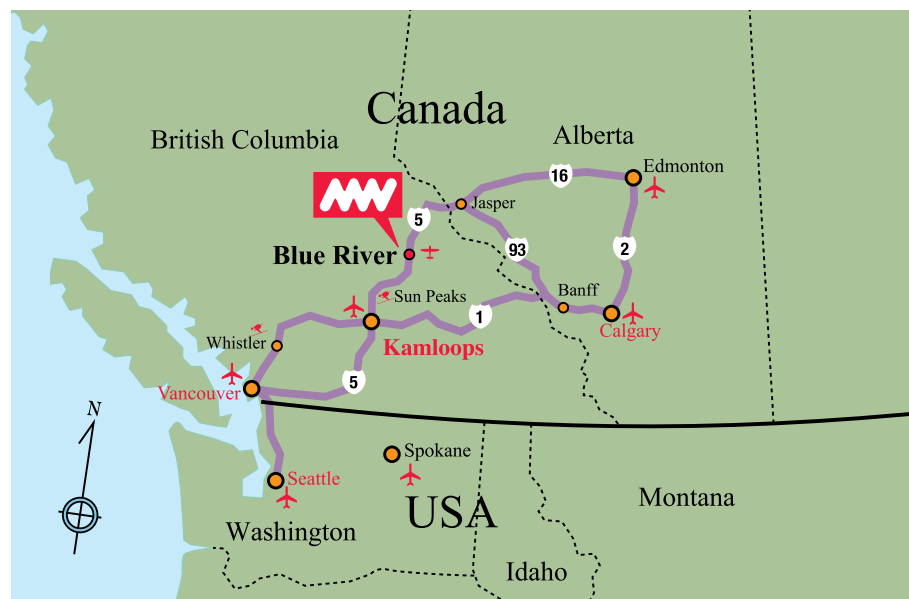 Canada
British Columbia
Alberta
16
Edmonton
Jasper
5
93
2
Blue River
Sun Peaks
Banff
1
Calgary
Whistler
Kamloops
5
Vancouver
N
Spokane
Seattle
USA
Montana
Washington
Idaho